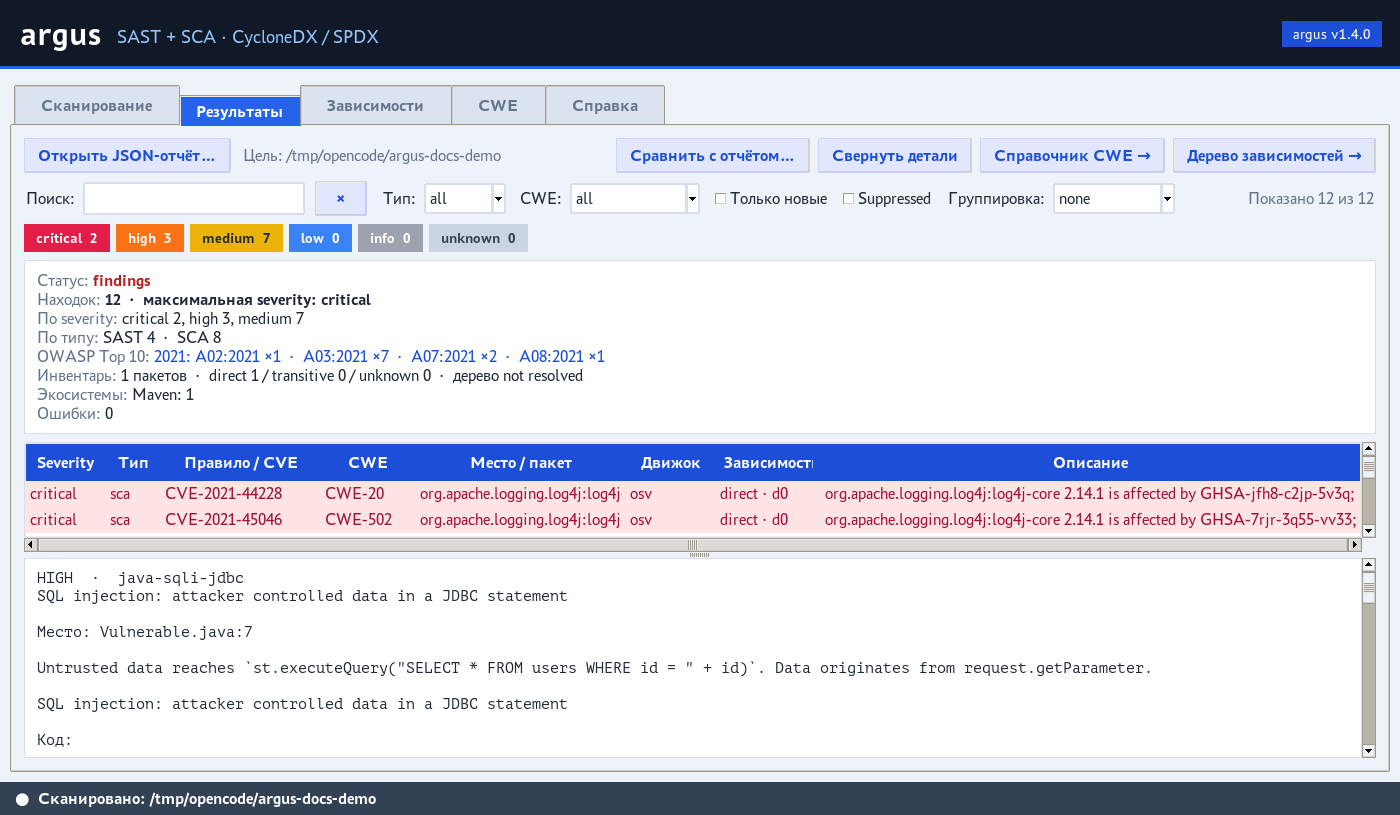 argus SAST + SCA · CycloneDX / SPDX argus v1.4.0
Сканирование Результаты Зависимости CWE Справка
Открыть JSON-отчёт... Цель: /tmp/opencode/argus-docs-demo Сравнить с отчётом... Свернуть детали Справочник CWE → Дерево зависимостей →
Поиск: × Тип: all CWE: all Только новые Suppressed Группировка: none Показано 12 из 12
critical 2 high 3 medium 7 low 0 info 0 unknown 0
Статус: findings
Находок: 12 · максимальная severity: critical
По severity: critical 2, high 3, medium 7
По типу: SAST 4 · SCA 8
OWASP Top 10: 2021: A02:2021 ×1 · A03:2021 ×7 · A07:2021 ×2 · A08:2021 ×1
Инвентарь: 1 пакетов · direct 1 / transitive 0 / unknown 0 · дерево not resolved
Экосистемы: Maven: 1
Ошибки: 0
Severity Тип Правило / CVE CWE Место / пакет Движок Зависимост Описание
critical sca CVE-2021-44228 CWE-20 org.apache.logging.log4j:log4j- osv direct · d0 org.apache.logging.log4j:log4j-core 2.14.1 is affected by GHSA-jfh8-c2jp-5v3q;
critical sca CVE-2021-45046 CWE-502 org.apache.logging.log4j:log4j- osv direct · d0 org.apache.logging.log4j:log4j-core 2.14.1 is affected by GHSA-7rjr-3q55-vv33;
HIGH · java-sqli-jdbc
SQL injection: attacker controlled data in a JDBC statement
Место: Vulnerable.java:7
Untrusted data reaches `st.executeQuery("SELECT * FROM users WHERE id = " + id)`. Data originates from request.getParameter.
SQL injection: attacker controlled data in a JDBC statement
Код:
Сканировано: /tmp/opencode/argus-docs-demo